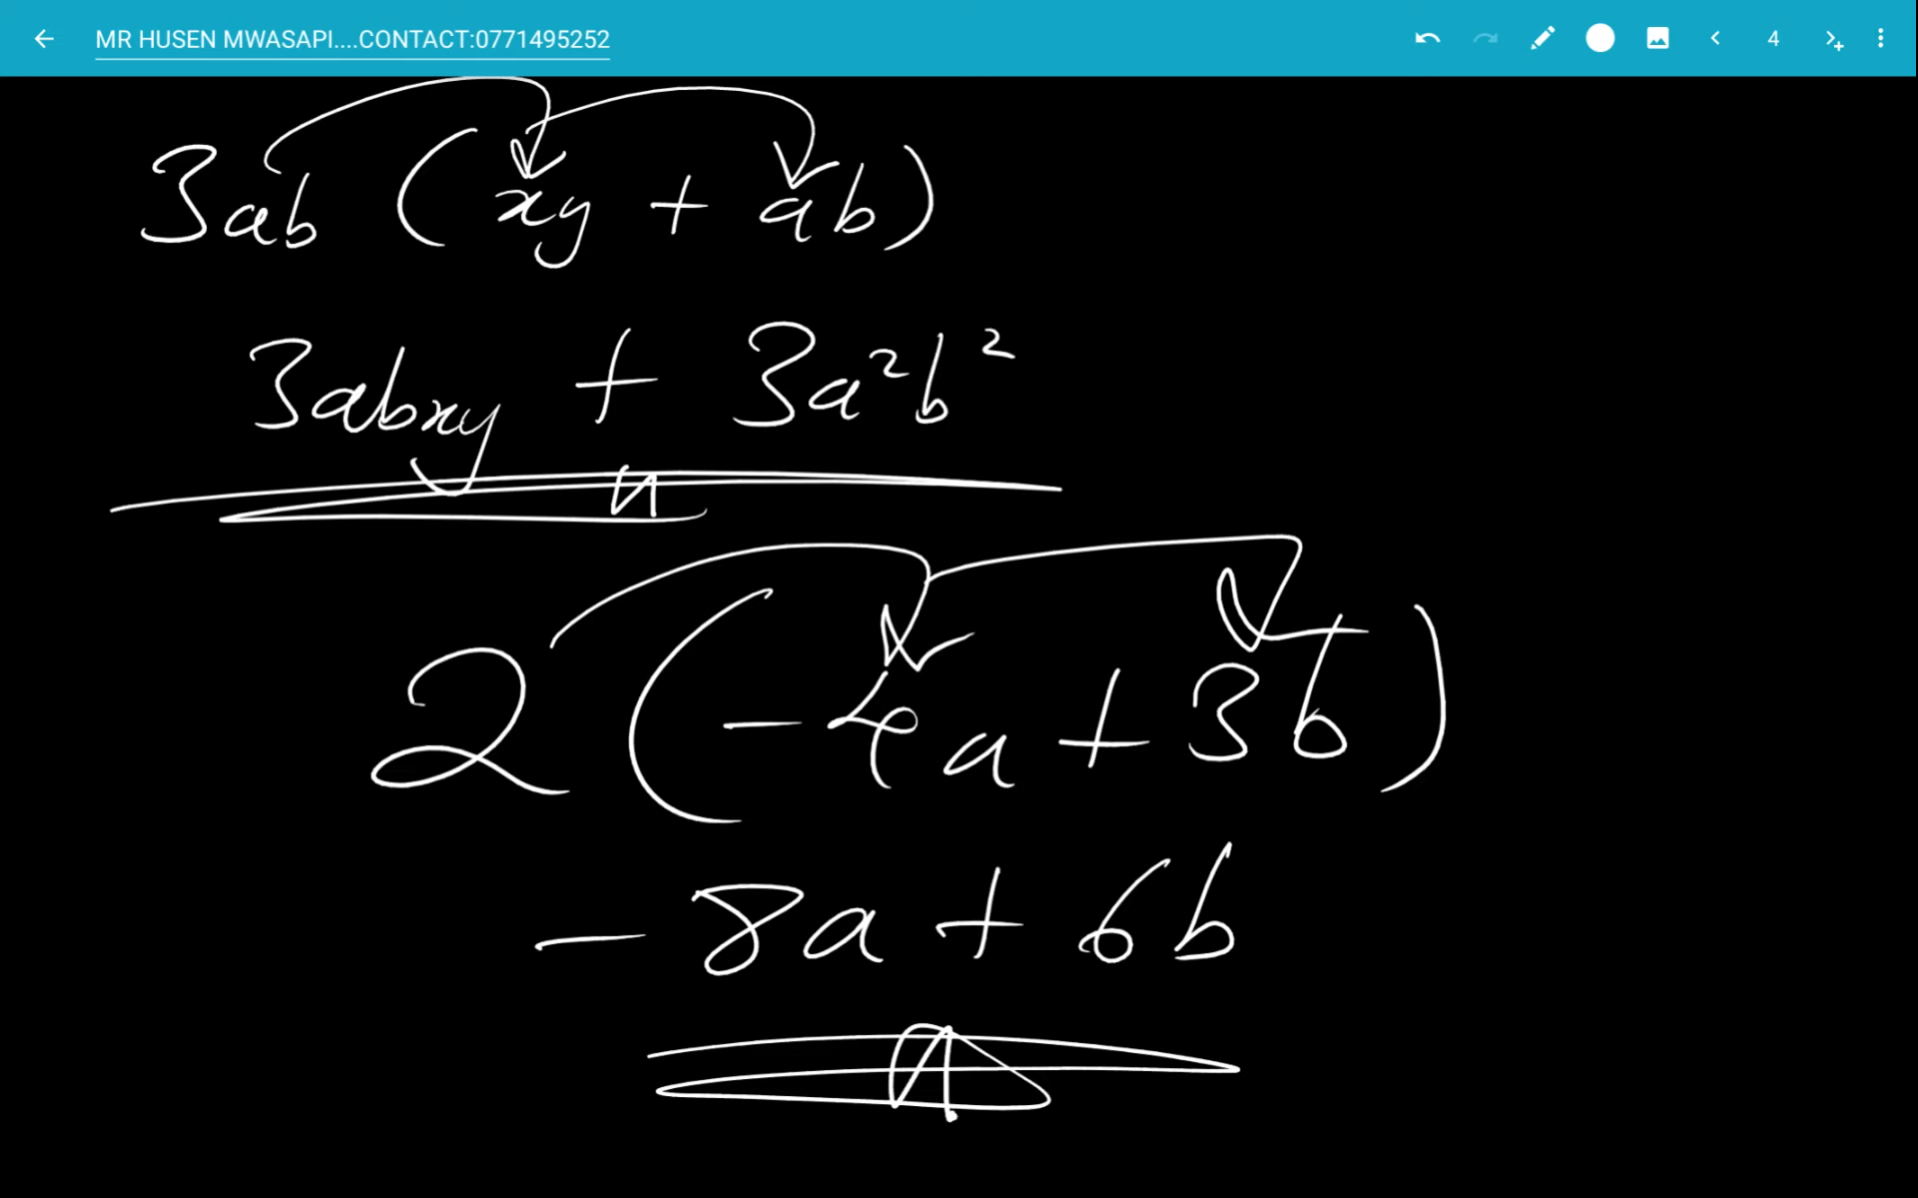 MR HUSEN MWASAPI....CONTACT:0771495252
4
3ab (xy + ab)
3abxy + 3a²b²
2 (-4a + 3b)
- 8a + 6b